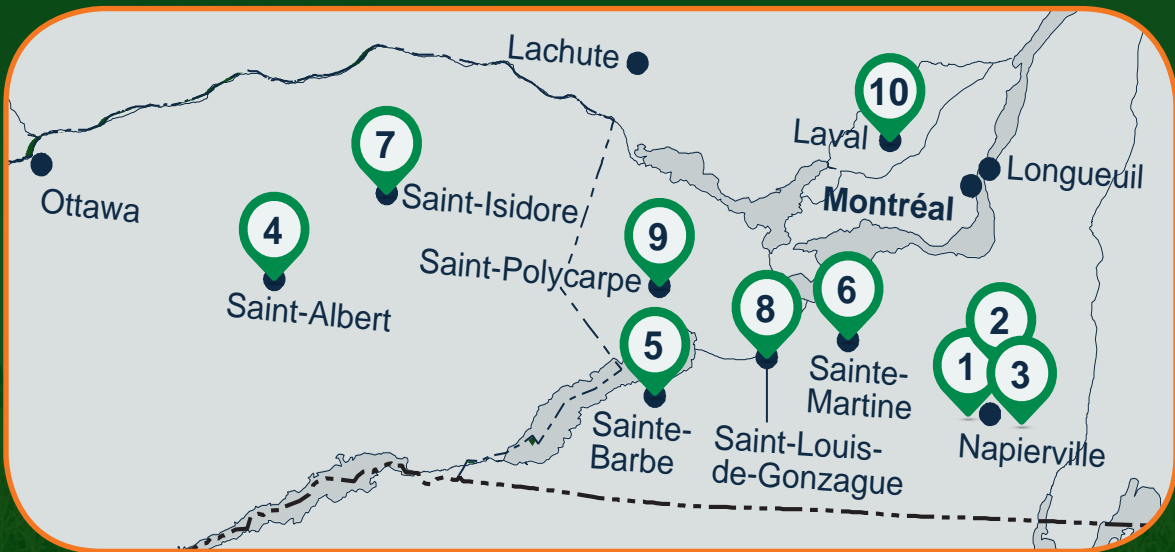 Lachute
10
Laval
7
Longueuil
Ottawa
Saint-Isidore
Montréal
4
9
Saint-Polycarpe
Saint-Albert
8
6
5
2
1
3
Sainte-
Martine
Sainte-
Barbe
Saint-Louis-
de-Gonzague
Napierville